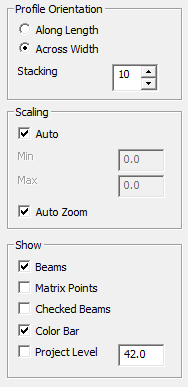 Profile Orientation
Along Length
Across Width
Stacking 10
Scaling
Auto
Min 0.0
Max 0.0
Auto Zoom
Show
Beams
Matrix Points
Checked Beams
Color Bar
Project Level 42.0